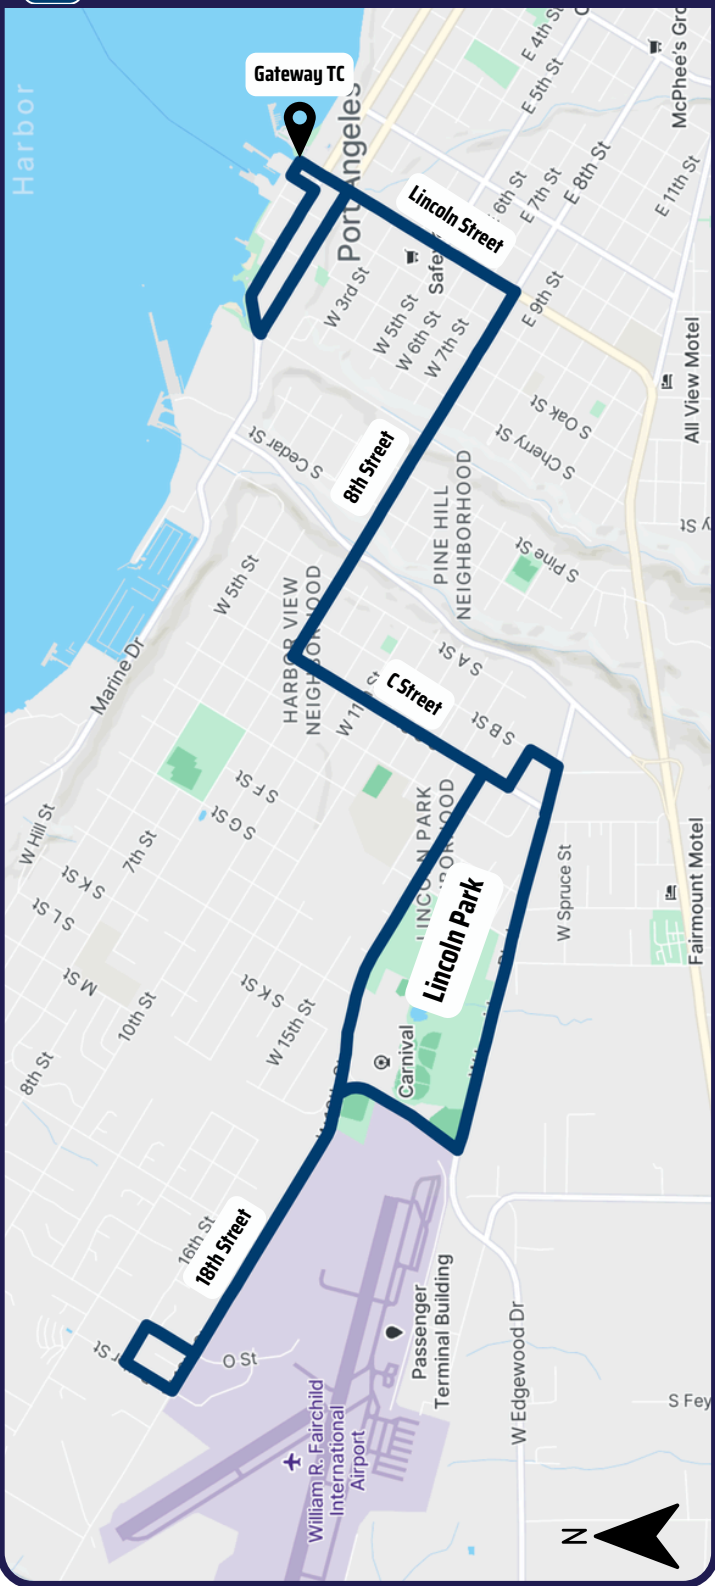 Harbor
Gateway TC
Port Angeles
E 4th St
E 5th St
McPhee's Gro
6th St
E 7th St
E 8th St
E 11th St
Lincoln Street
Safew
W 3rd St
W 5th St
W 6th St
W 7th St
E 9th St
All View Motel
S Oak St
S Cherry St
S Cedar St
8th Street
PINE HILL
NEIGHBORHOOD
S Pine St
y St
W 5th St
HARBOR VIEW
NEIGHBORHOOD
Marine Dr
S A St
C Street
W 11
S B St
S F St
S G St
LINCOLN PARK
BORHOOD
W Hill St
7th St
S K St
S L St
M St
Lincoln Park
W Spruce St
Fairmount Motel
10th St
S K St
W 15th St
8th St
Carnival
16th St
18th Street
O St
Passenger
Terminal Building
W Edgewood Dr
William R. Fairchild
International
Airport
S Fey
N